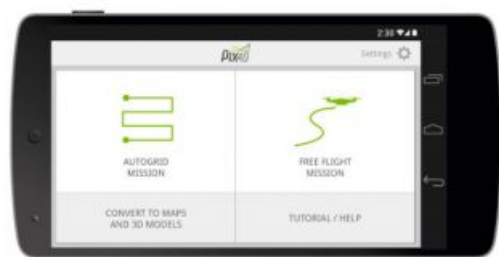 2:30
Pix4D
Settings
AUTOGRID
MISSION
FREE FLIGHT
MISSION
CONVERT TO MAPS
AND 3D MODELS
TUTORIAL / HELP